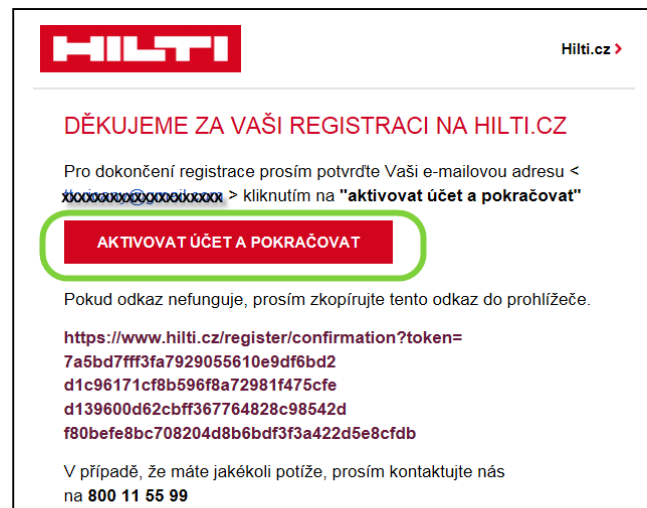 HILTI
Hilti.cz
DĚKUJEME ZA VAŠI REGISTRACI NA HILTI.CZ
Pro dokončení registrace prosím potvrďte Vaši e-mailovou adresu <
> kliknutím na "aktivovat účet a pokračovat"
AKTIVOVAT ÚČET A POKRAČOVAT
Pokud odkaz nefunguje, prosím zkopírujte tento odkaz do prohlížeče.
https://www.hilti.cz/register/confirmation?token=
7a5bd7fff3fa7929055610e9df6bd2
d1c96171cf8b596f8a72981f475cfe
d139600d62cbff367764828c98542d
f80befe8bc708204d8b6bdf3f3a422d5e8cfdb
V případě, že máte jakékoli potíže, prosím kontaktujte nás
na 800 11 55 99